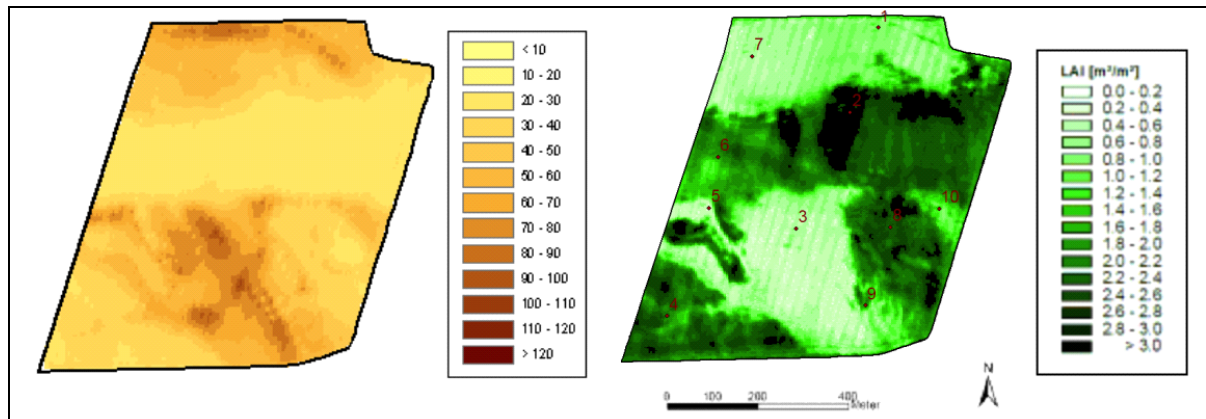 < 10
10 - 20
20 - 30
30 - 40
40 - 50
50 - 60
60 - 70
70 - 80
80 - 90
90 - 100
100 - 110
110 - 120
> 120
1
7
2
6
5
3
8
10
4
9
LAI [m²/m²]
0.0 - 0.2
0.2 - 0.4
0.4 - 0.6
0.6 - 0.8
0.8 - 1.0
1.0 - 1.2
1.2 - 1.4
1.4 - 1.6
1.6 - 1.8
1.8 - 2.0
2.0 - 2.2
2.2 - 2.4
2.4 - 2.6
2.6 - 2.8
2.8 - 3.0
> 3.0
N
0 100 200 400
Meter